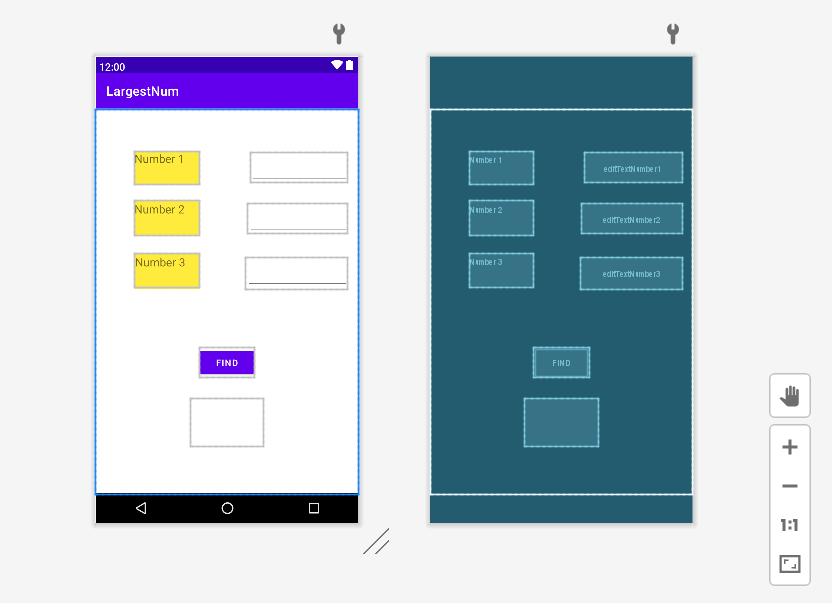 12:00
LargestNum
Number 1
Number 2
Number 3
FIND
Number 1
editTextNumber1
Number 2
editTextNumber2
Number 3
editTextNumber3
FIND
1:1